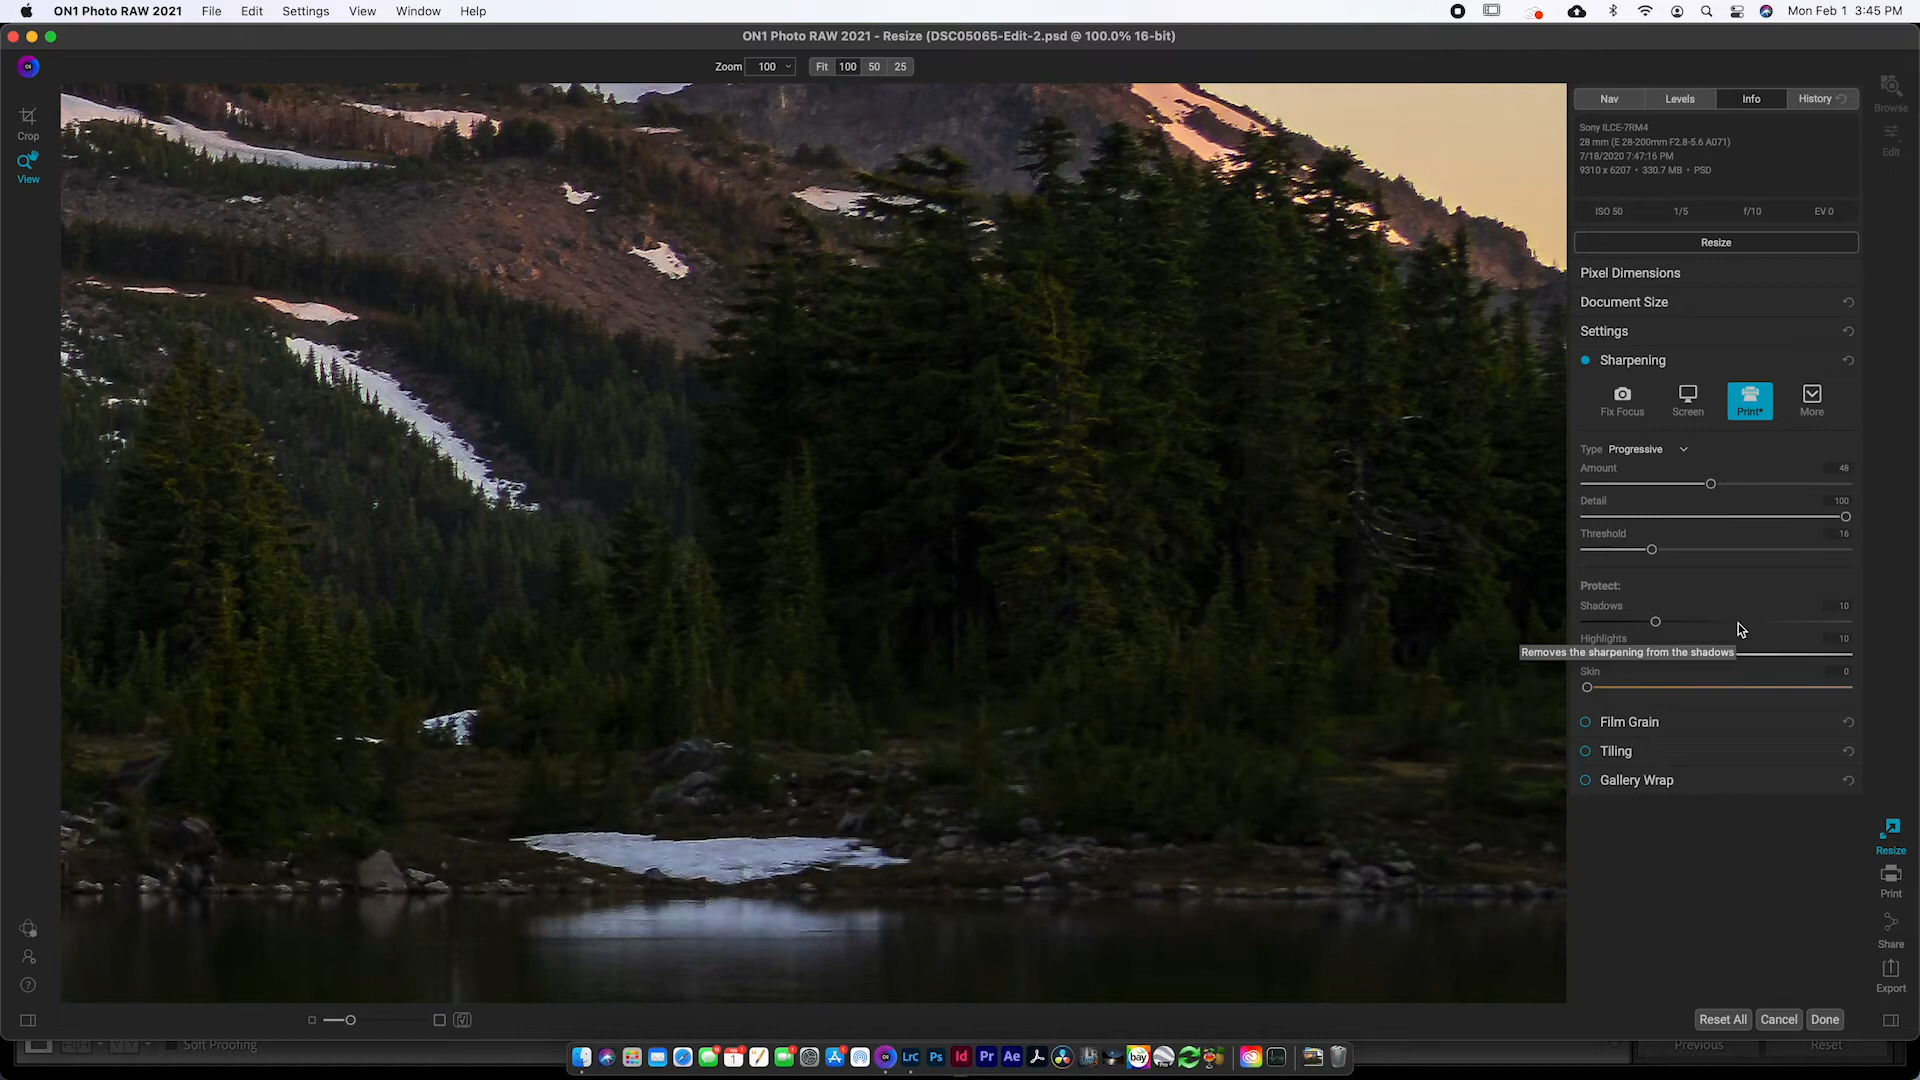 ON1 Photo RAW 2021 File Edit Settings View Window Help
Mon Feb 1 3:45 PM
ON1 Photo RAW 2021 - Resize (DSC05065-Edit-2.psd @ 100.0% 16-bit)
Zoom 100 Fit 100 50 25
Crop
View
Nav Levels Info History
Browse
Edit
Sony ILCE-7RM4
28 mm (E 28-200mm F2.8-5.6 A071)
7/18/2020 7:47:16 PM
9310 x 6207 • 330.7 MB • PSD
ISO 50 1/5 f/10 EV 0
Resize
Pixel Dimensions
Document Size
Settings
Sharpening
Fix Focus Screen Print* More
Type Progressive
Amount 48
Detail 100
Threshold 16
Protect:
Shadows 10
Highlights 10
Removes the sharpening from the shadows
Skin 0
Film Grain
Tiling
Gallery Wrap
Resize
Print
Share
Export
Reset All Cancel Done
Soft Proofing
Previous Reset
Lrc Ps Id Pr Ae
bay